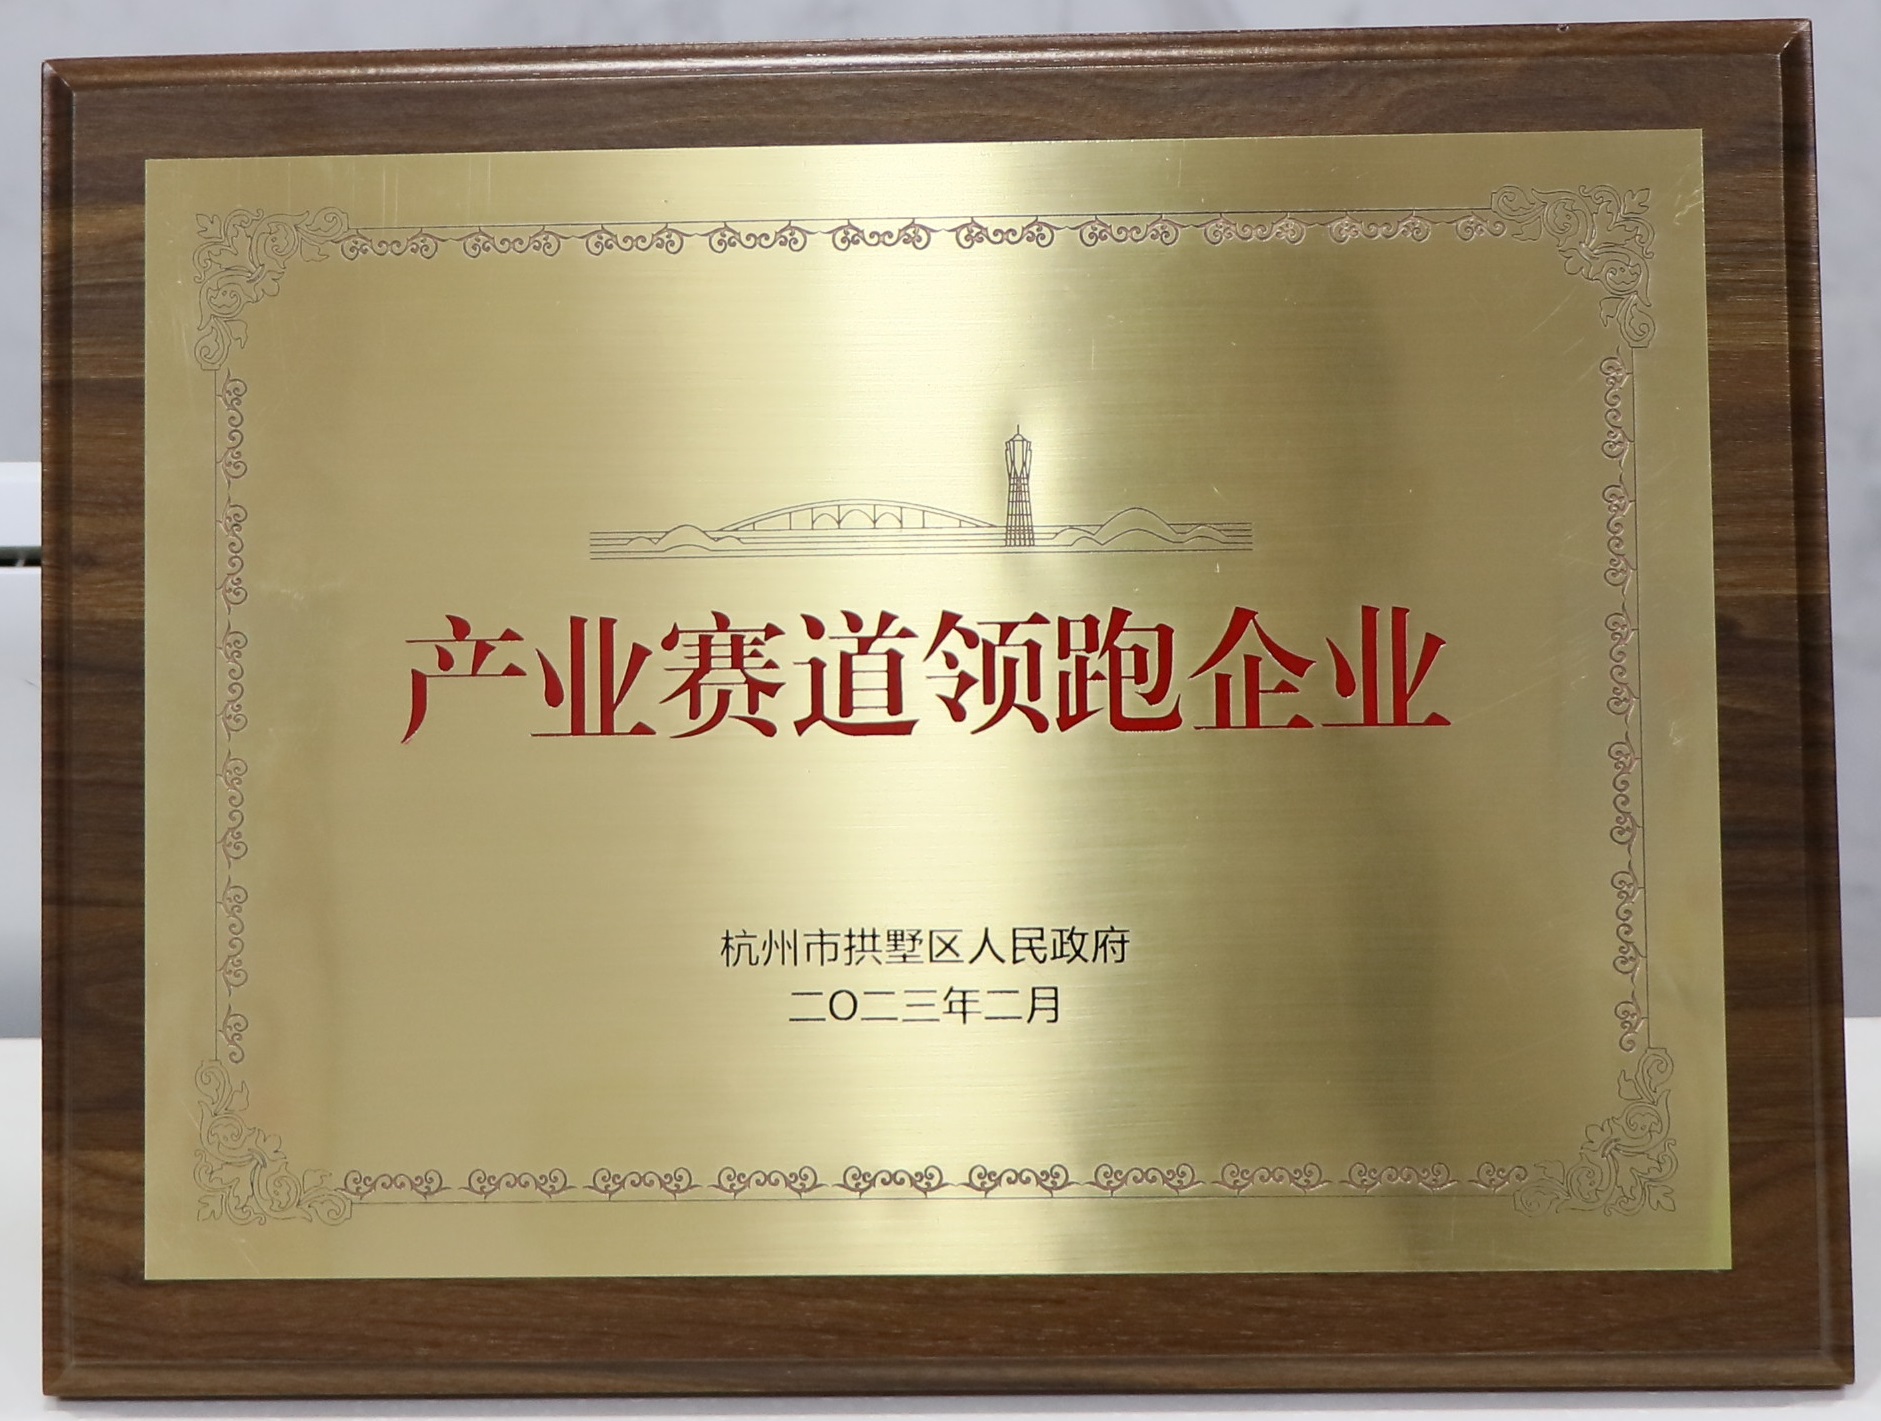 产业赛道领跑企业
杭州市拱墅区人民政府
二〇二三年二月